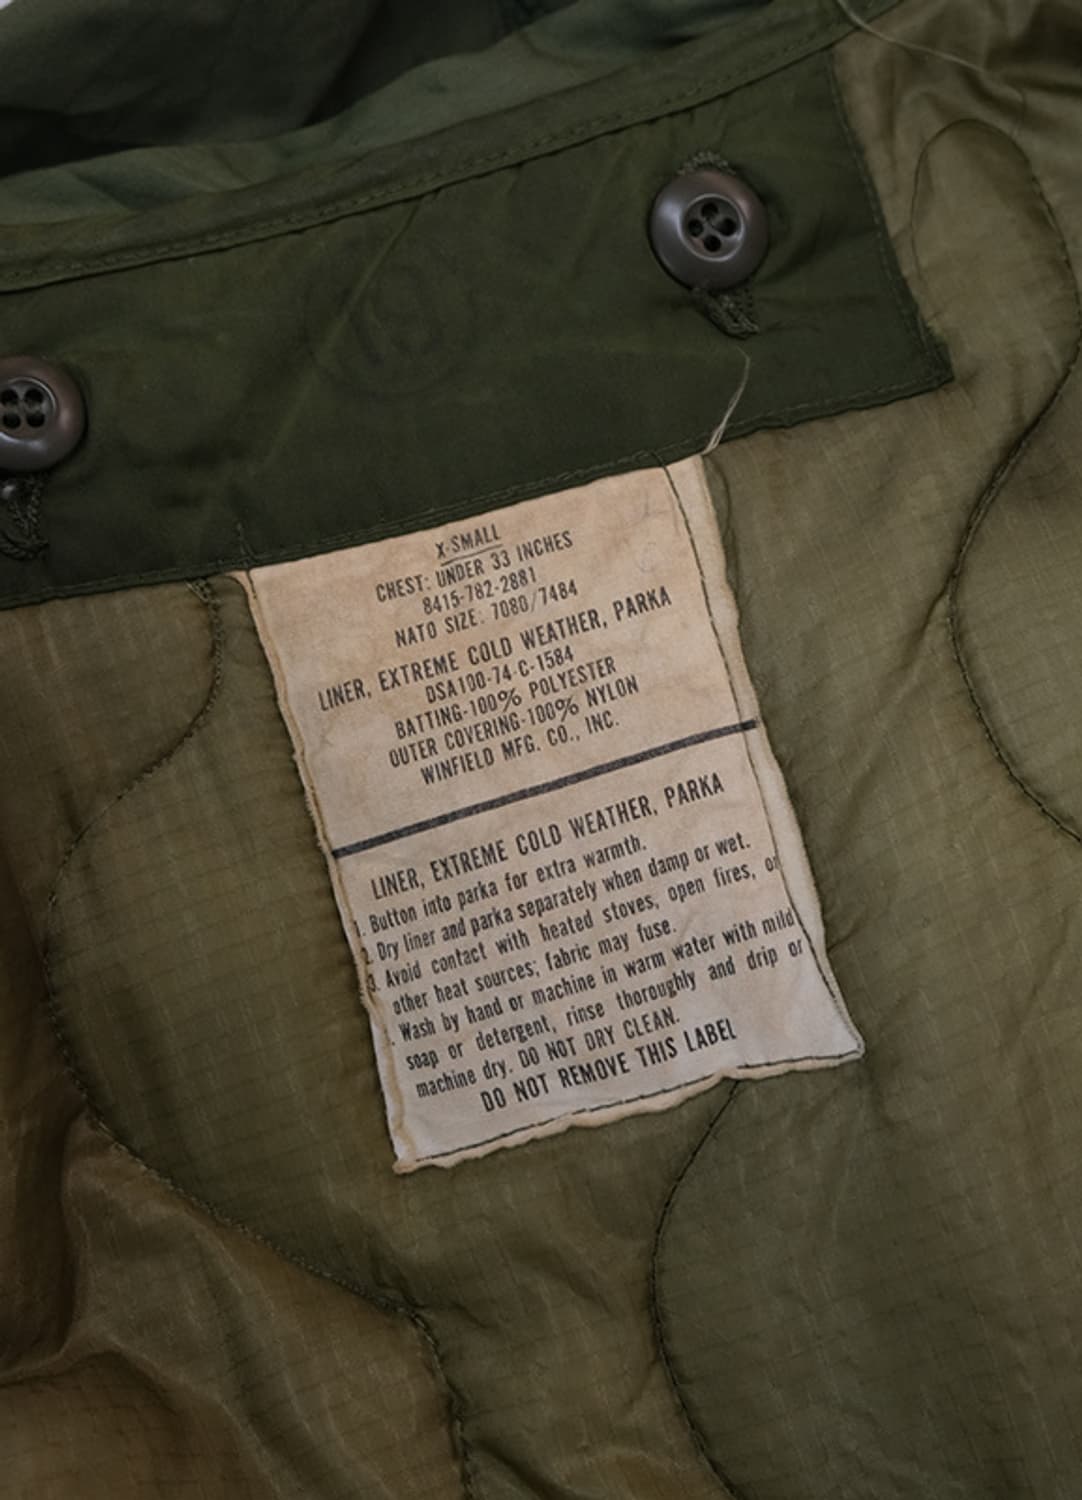 X-SMALL
CHEST: UNDER 33 INCHES
8415-782-2881
NATO SIZE: 7080/7484
LINER, EXTREME COLD WEATHER, PARKA
DSA100-74-C-1584
BATTING-100% POLYESTER
OUTER COVERING-100% NYLON
WINFIELD MFG. CO., INC.
LINER, EXTREME COLD WEATHER, PARKA
1. Button into parka for extra warmth.
2. Dry liner and parka separately when damp or wet.
3. Avoid contact with heated stoves, open fires, or
other heat sources; fabric may fuse.
Wash by hand or machine in warm water with mild
soap or detergent, rinse thoroughly and drip or
machine dry. DO NOT DRY CLEAN.
DO NOT REMOVE THIS LABEL